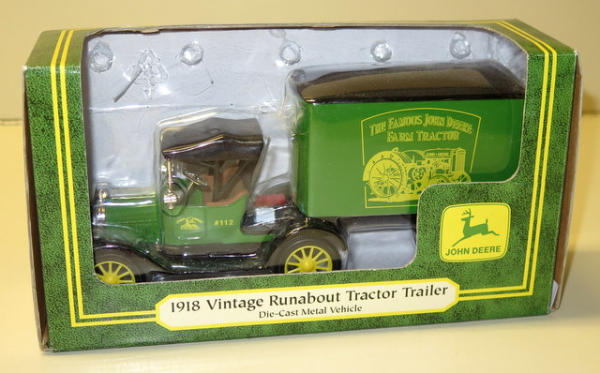 THE FAMOUS JOHN DEERE
FARM TRACTOR
#112
JOHN DEERE
1918 Vintage Runabout Tractor Trailer
Die-Cast Metal Vehicle